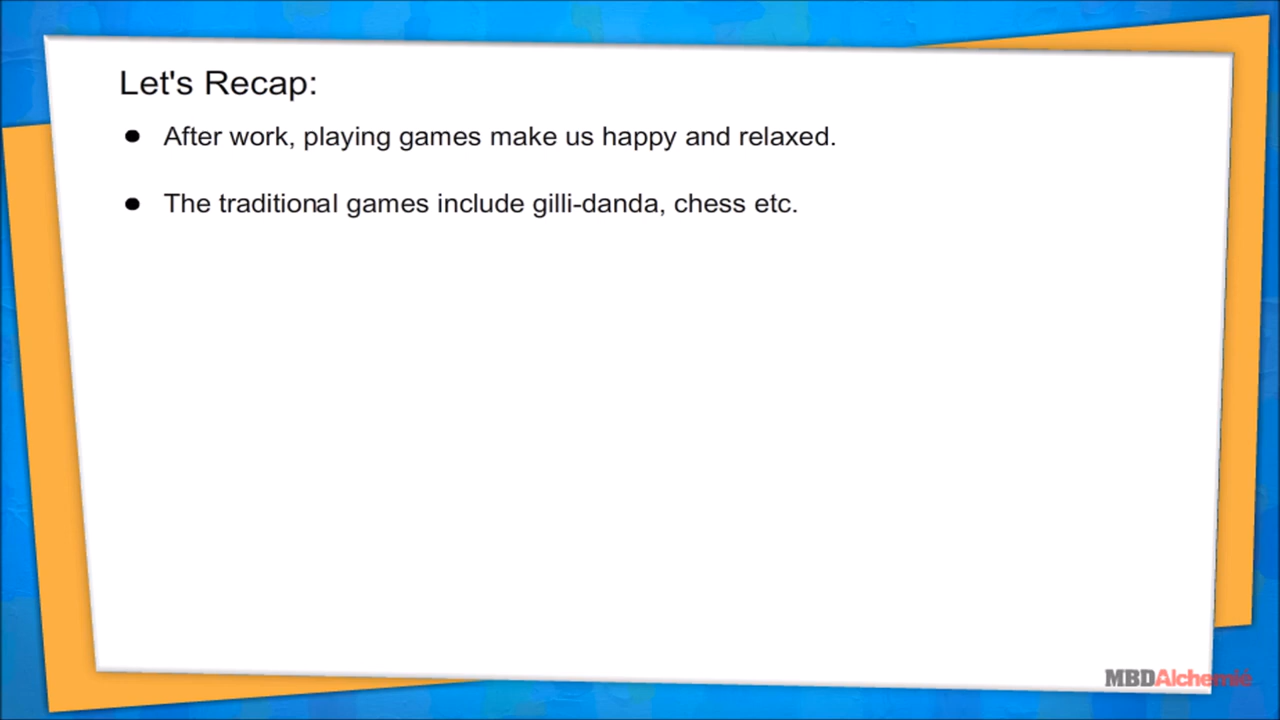 Let's Recap:
● After work, playing games make us happy and relaxed.
● The traditional games include gilli-danda, chess etc.
MBDAlchemié